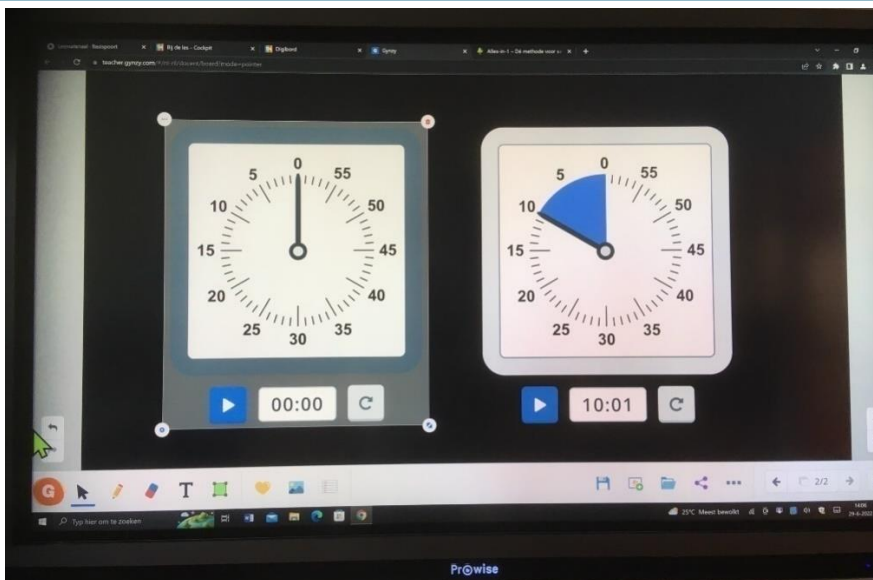 Bij de les - Cockpit
Digibord
Gynzy
Alles-in-1 - Dé methode voor
teacher.gynzy.com
0
5
55
10
50
15
45
20
40
25
35
30
00:00
0
5
55
10
50
15
45
20
40
25
35
30
10:01
G
T
2/2
Typ hier om te zoeken
25°C Meest bewolkt
14:06
Prowise